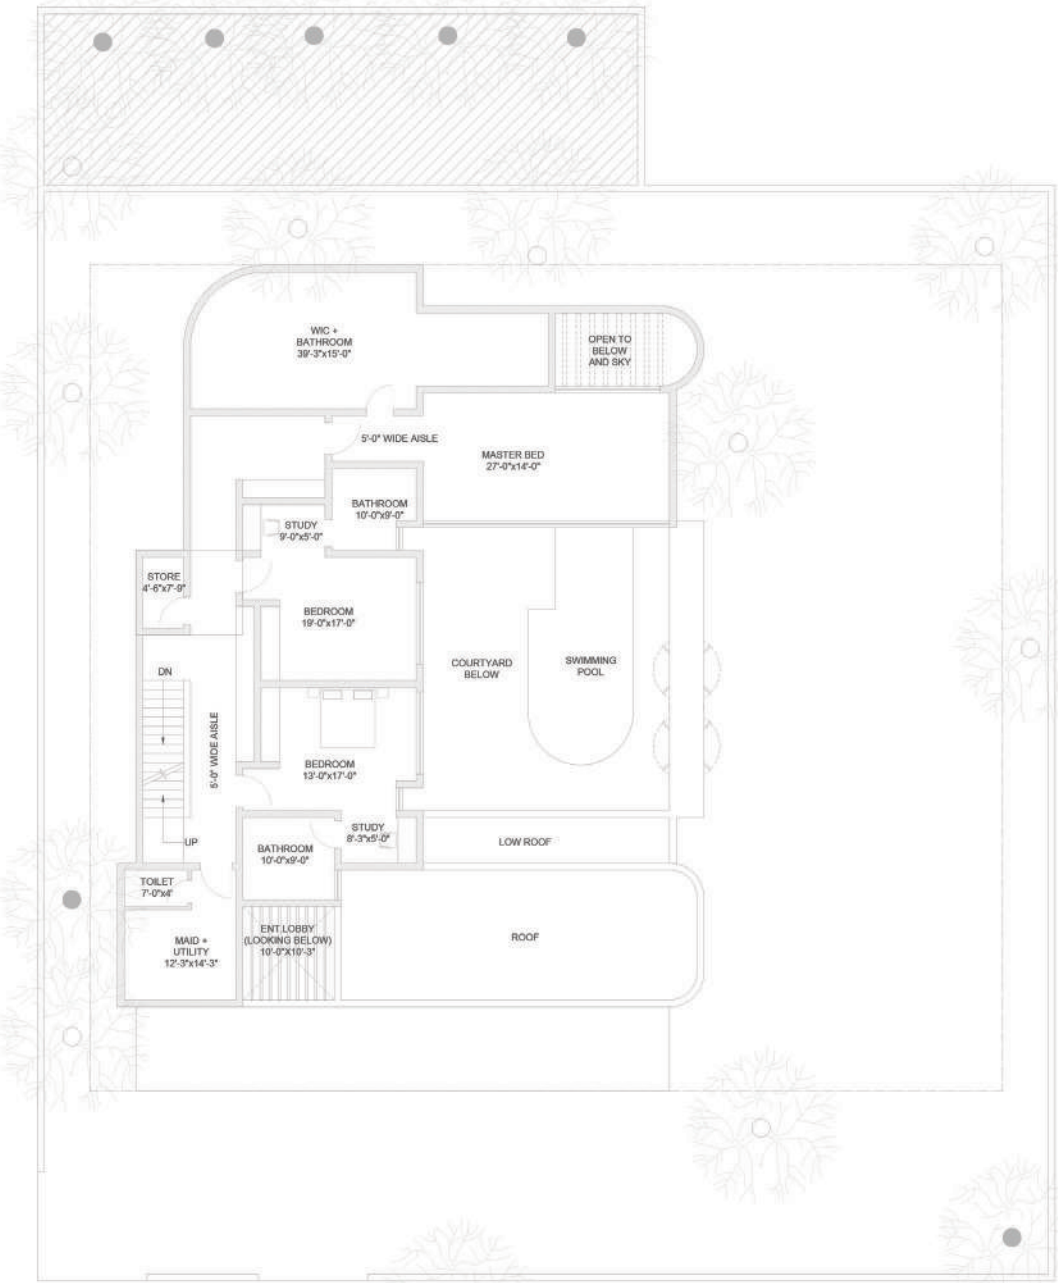 WIC +
BATHROOM
39'-3"x15'-0"
OPEN TO
BELOW
AND SKY
5'-0" WIDE AISLE
MASTER BED
27'-0"x14'-0"
BATHROOM
10'-0"x9'-0"
STUDY
9'-0"x5'-0"
STORE
4'-6"x7'-9"
BEDROOM
19'-0"x17'-0"
COURTYARD
BELOW
SWIMMING
POOL
DN
5'-0" WIDE AISLE
BEDROOM
13'-0"x17'-0"
UP
STUDY
8'-3"x5'-0"
BATHROOM
10'-0"x9'-0"
LOW ROOF
TOILET
7'-0"x4'
MAID +
UTILITY
12'-3"x14'-3"
ENT.LOBBY
(LOOKING BELOW)
10'-0"X10'-3"
ROOF